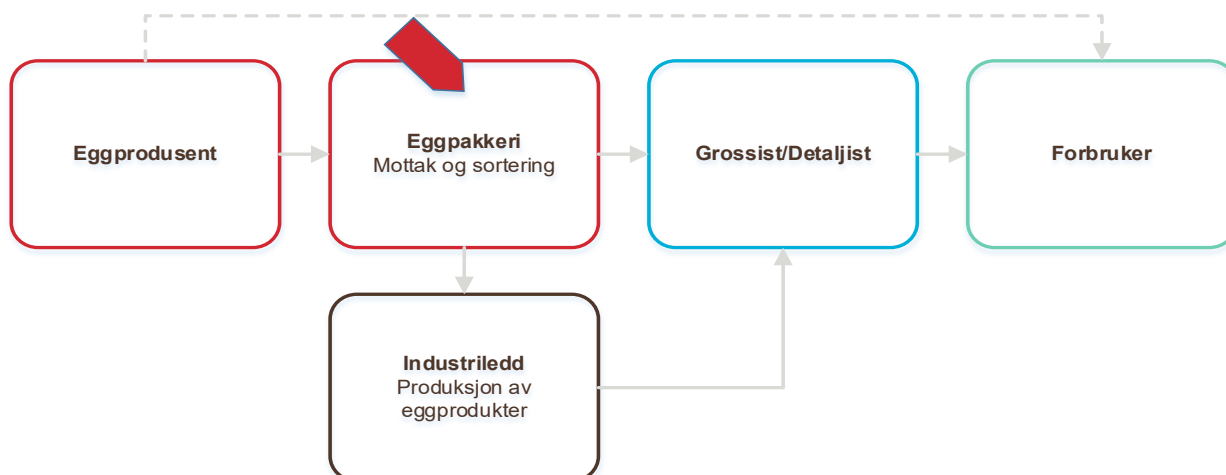 Eggprodusent
Eggpakkeri
Mottak og sortering
Grossist/Detaljist
Forbruker
Industriledd
Produksjon av
eggprodukter